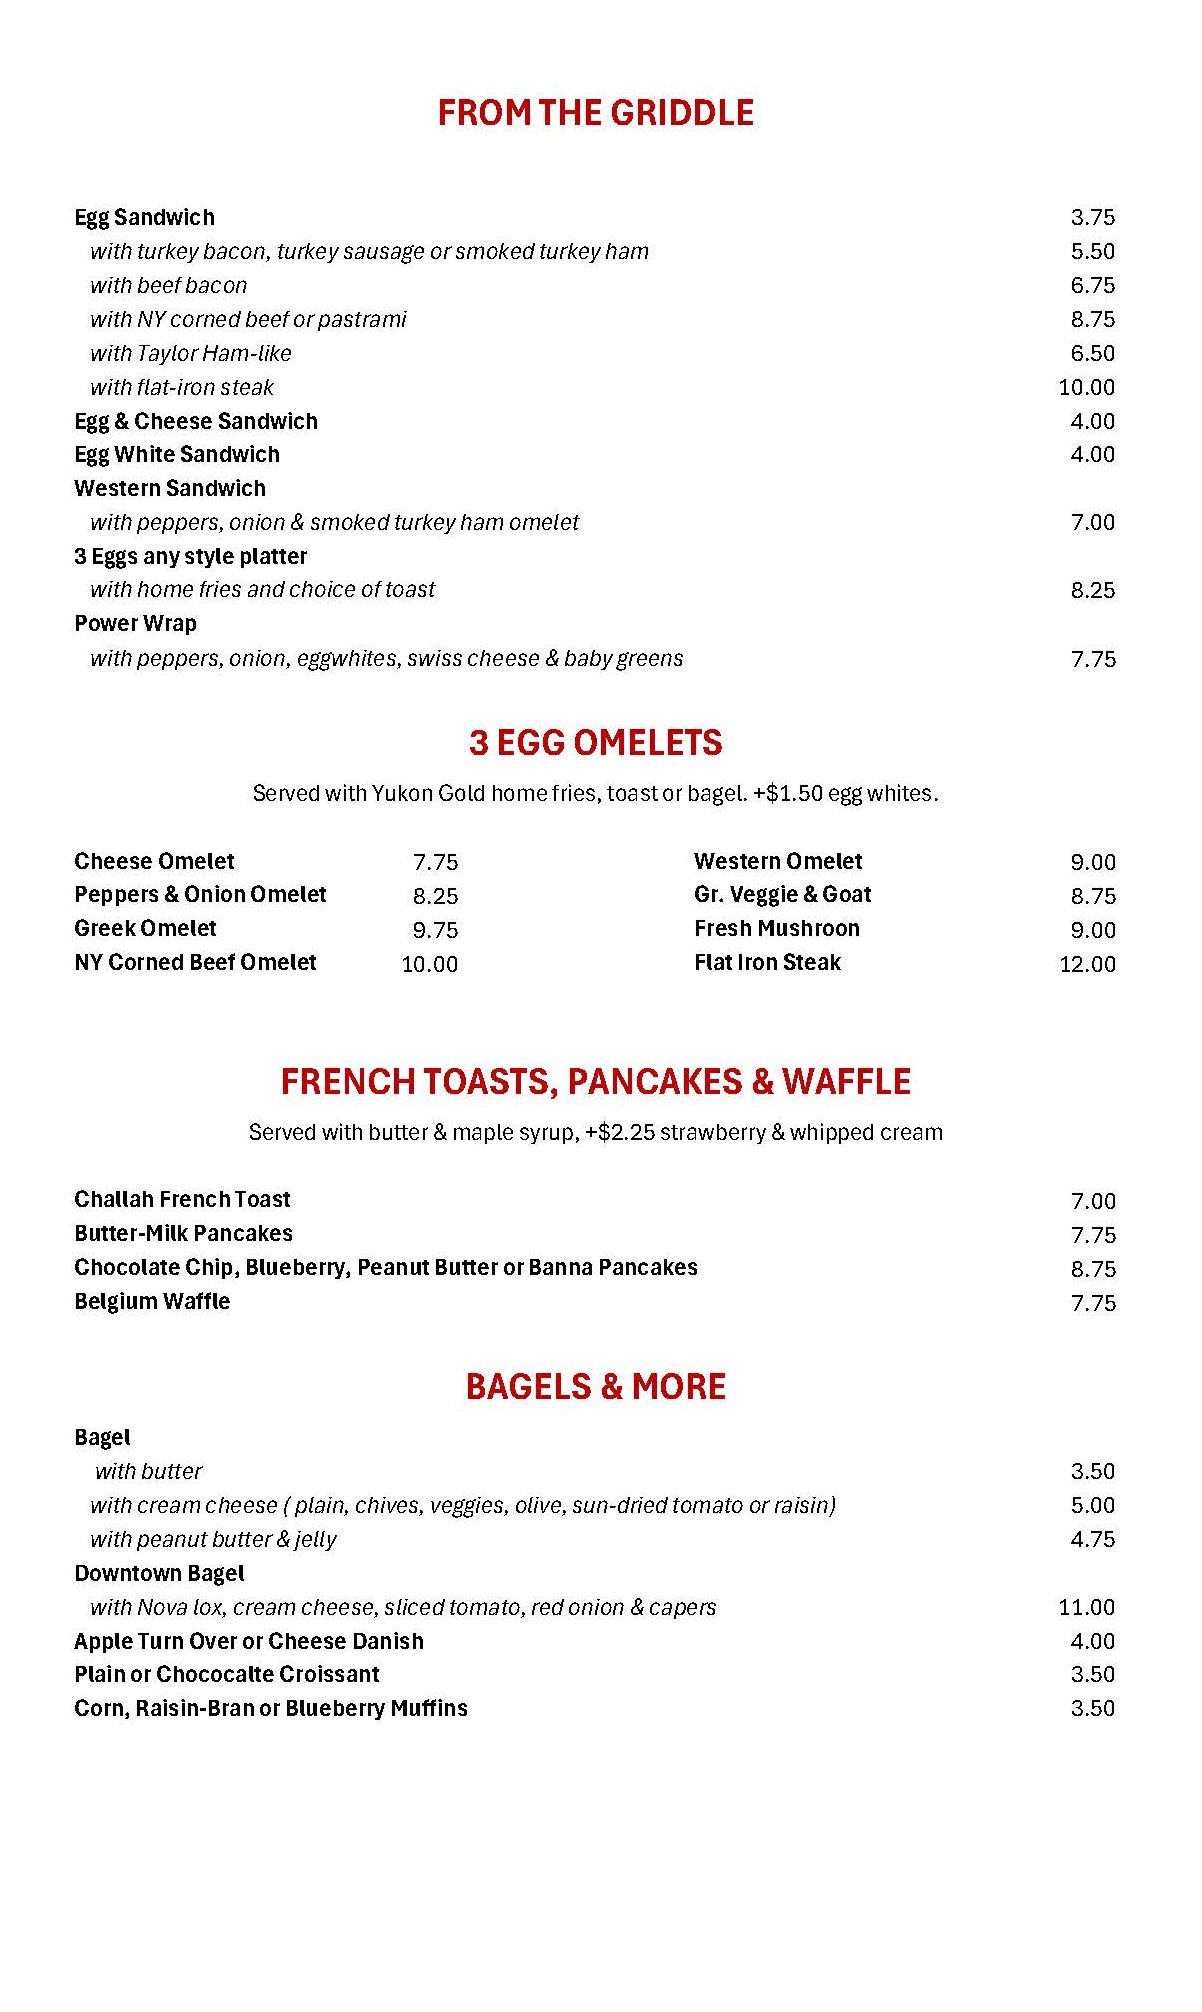 FROM THE GRIDDLE
Egg Sandwich 3.75
with turkey bacon, turkey sausage or smoked turkey ham 5.50
with beef bacon 6.75
with NY corned beef or pastrami 8.75
with Taylor Ham-like 6.50
with flat-iron steak 10.00
Egg & Cheese Sandwich 4.00
Egg White Sandwich 4.00
Western Sandwich
with peppers, onion & smoked turkey ham omelet 7.00
3 Eggs any style platter
with home fries and choice of toast 8.25
Power Wrap
with peppers, onion, eggwhites, swiss cheese & baby greens 7.75
3 EGG OMELETS
Served with Yukon Gold home fries, toast or bagel. +$1.50 egg whites.
Cheese Omelet 7.75 Western Omelet 9.00
Peppers & Onion Omelet 8.25 Gr. Veggie & Goat 8.75
Greek Omelet 9.75 Fresh Mushroon 9.00
NY Corned Beef Omelet 10.00 Flat Iron Steak 12.00
FRENCH TOASTS, PANCAKES & WAFFLE
Served with butter & maple syrup, +$2.25 strawberry & whipped cream
Challah French Toast 7.00
Butter-Milk Pancakes 7.75
Chocolate Chip, Blueberry, Peanut Butter or Banna Pancakes 8.75
Belgium Waffle 7.75
BAGELS & MORE
Bagel
with butter 3.50
with cream cheese ( plain, chives, veggies, olive, sun-dried tomato or raisin) 5.00
with peanut butter & jelly 4.75
Downtown Bagel
with Nova lox, cream cheese, sliced tomato, red onion & capers 11.00
Apple Turn Over or Cheese Danish 4.00
Plain or Chococalte Croissant 3.50
Corn, Raisin-Bran or Blueberry Muffins 3.50